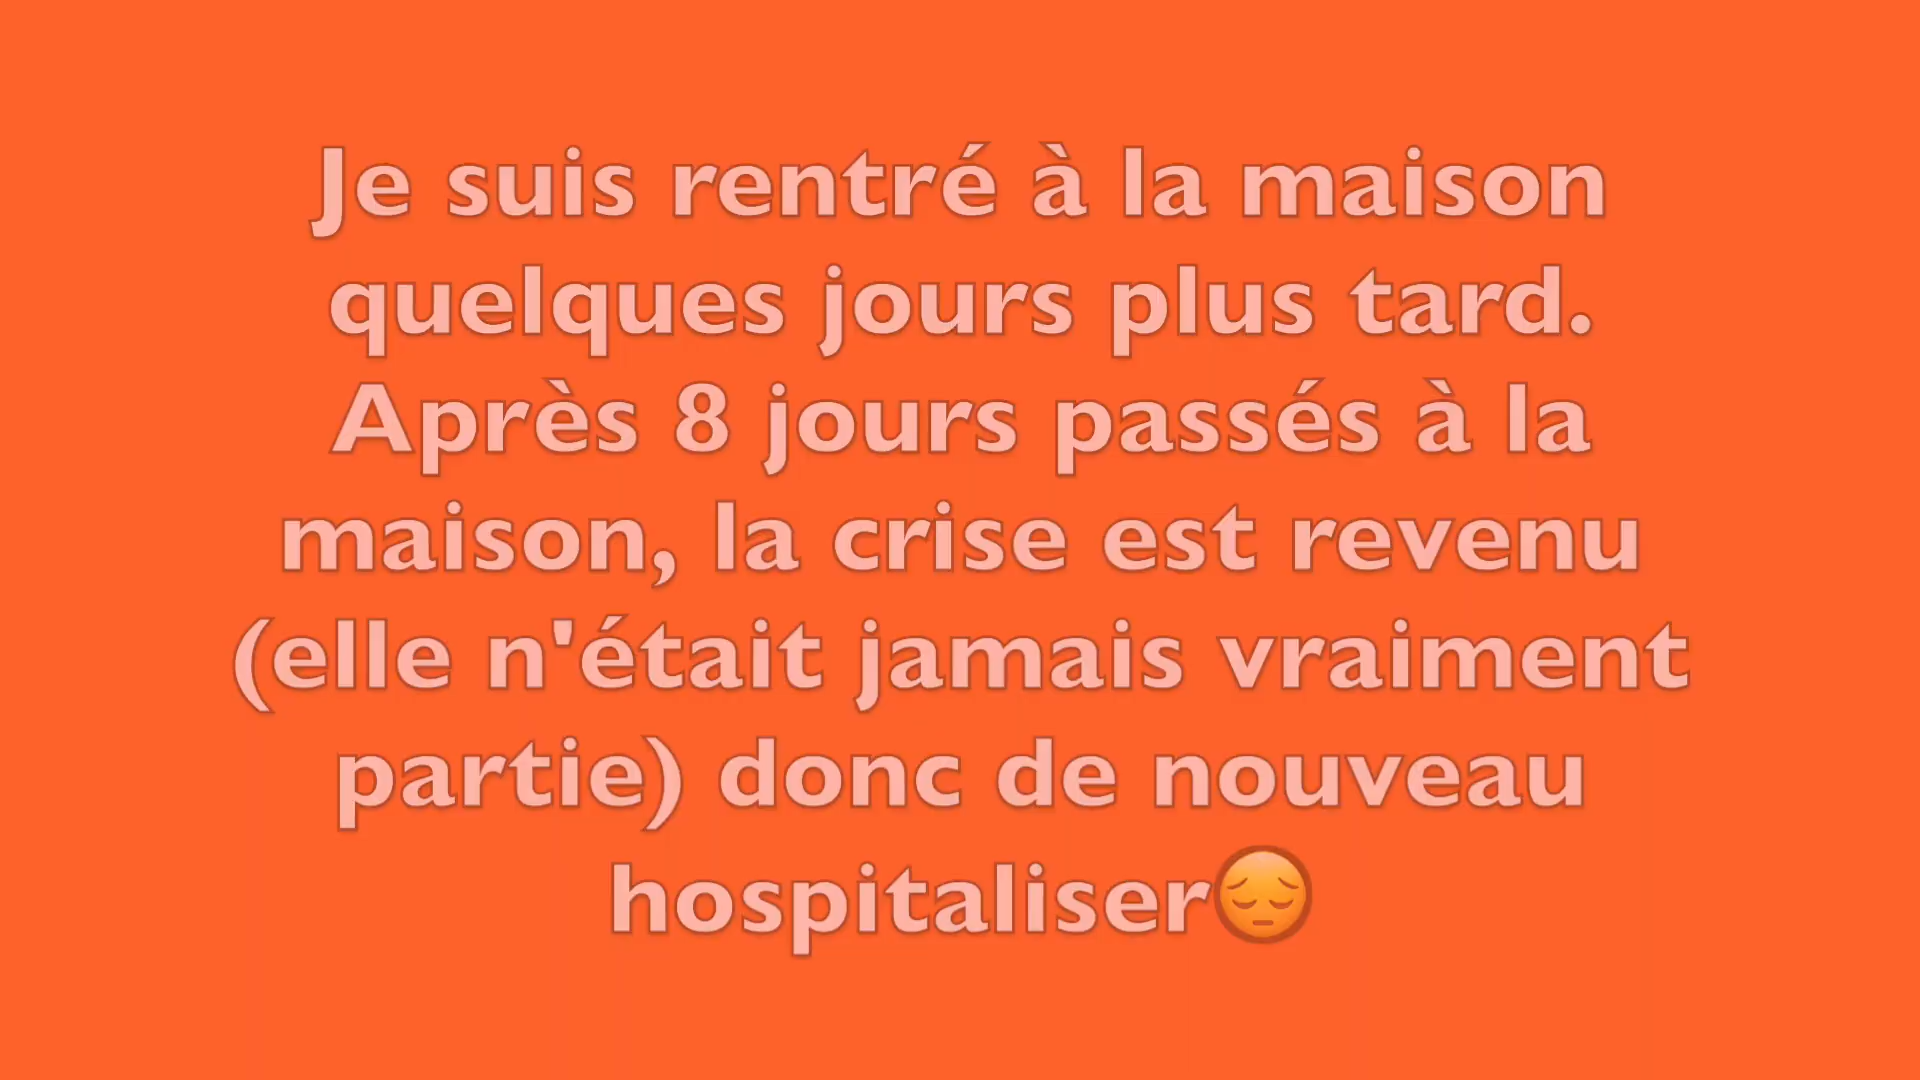 Je suis rentré à la maison
quelques jours plus tard.
Après 8 jours passés à la
maison, la crise est revenu
(elle n'était jamais vraiment
partie) donc de nouveau
hospitaliser😔